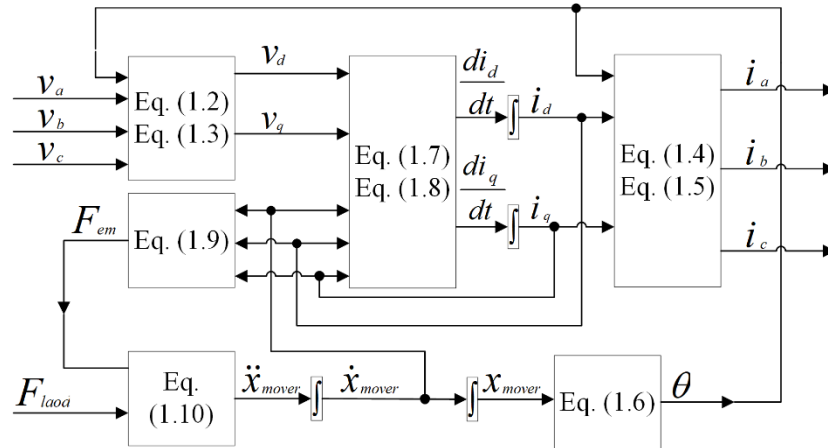 v_a
v_b
v_c
Eq. (1.2)
Eq. (1.3)
v_d
v_q
Eq. (1.7)
Eq. (1.8)
di_d
dt
∫
i_d
di_q
dt
∫
i_q
Eq. (1.4)
Eq. (1.5)
i_a
i_b
i_c
F_em
Eq. (1.9)
F_laod
Eq.
(1.10)
ẍ_mover
∫
ẋ_mover
∫
x_mover
Eq. (1.6)
θ